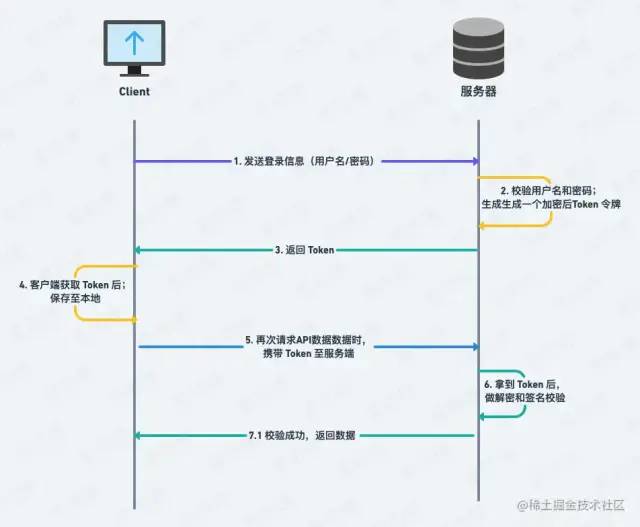 Client
服务器
1. 发送登录信息（用户名/密码）
2. 校验用户名和密码；
生成生成一个加密后Token 令牌
3. 返回 Token
4. 客户端获取 Token 后；
保存至本地
5. 再次请求API数据数据时，
携带 Token 至服务端
6. 拿到 Token 后，
做解密和签名校验
7.1 校验成功，返回数据
@稀土掘金技术社区